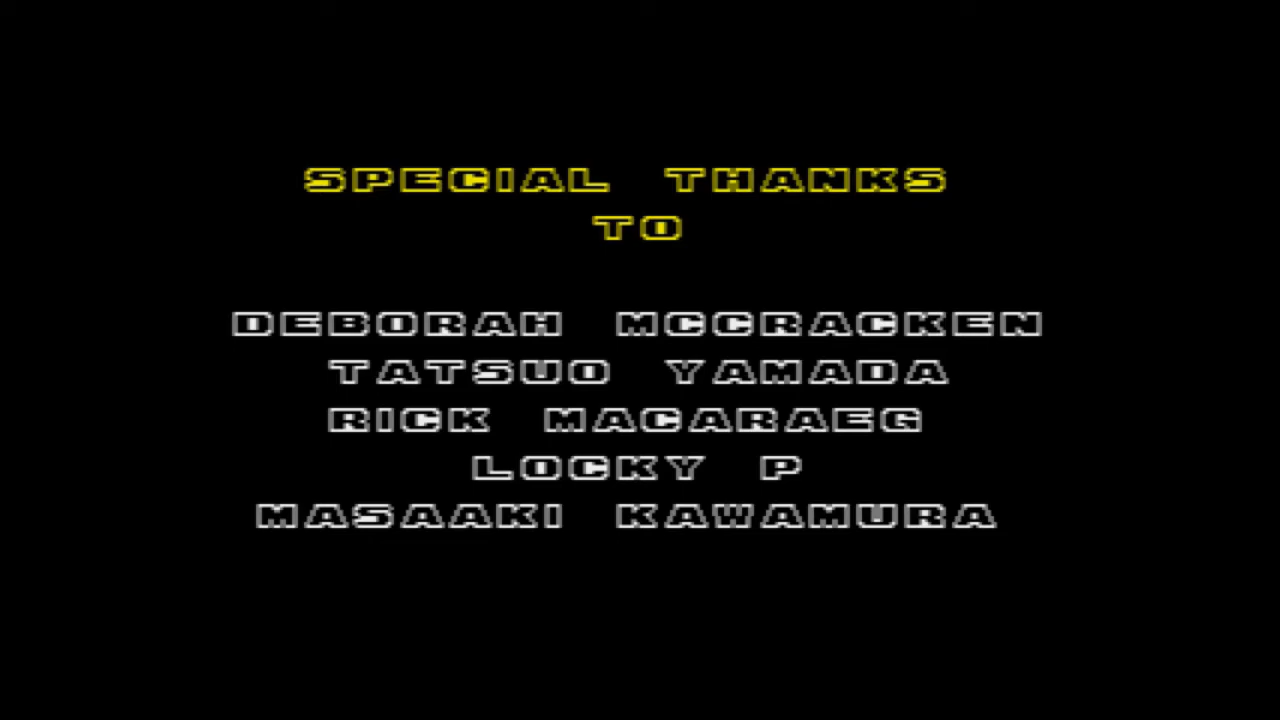 SPECIAL THANKS
TO
DEBORAH MCCRACKEN
TATSUO YAMADA
RICK MACARAEG
LOCKY P
MASAAKI KAWAMURA